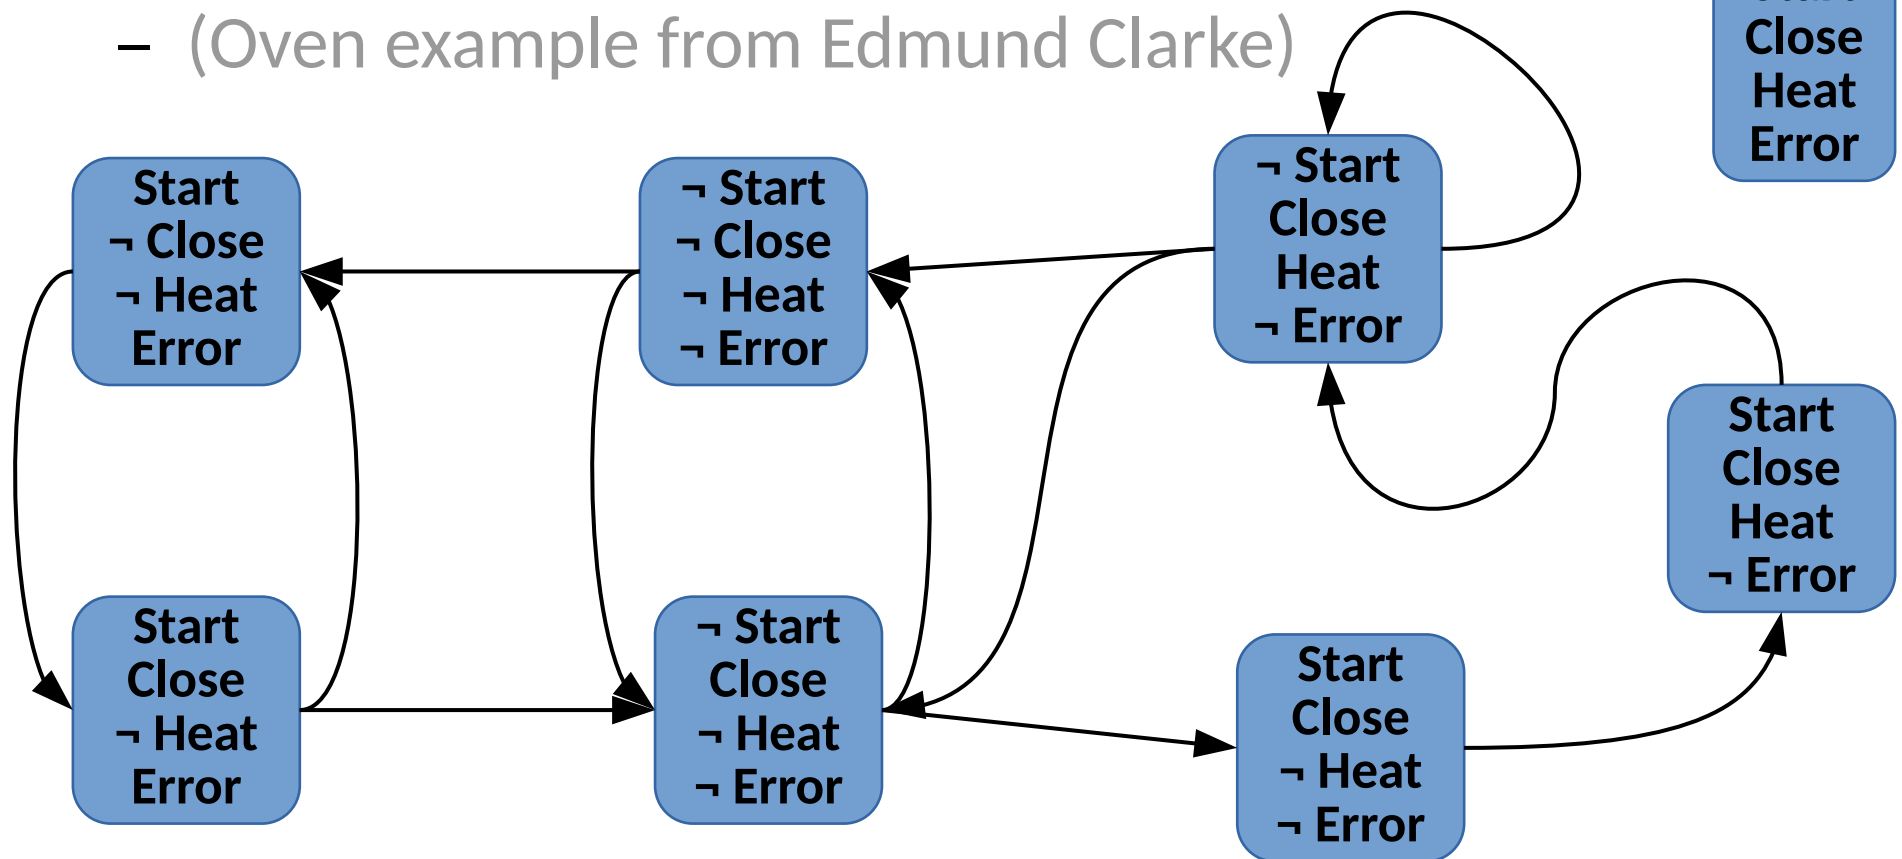 – (Oven example from Edmund Clarke)
Close
Heat
Error
Start
¬ Close
¬ Heat
Error
¬ Start
¬ Close
¬ Heat
¬ Error
¬ Start
Close
Heat
¬ Error
Start
Close
Heat
¬ Error
Start
Close
¬ Heat
Error
¬ Start
Close
¬ Heat
¬ Error
Start
Close
¬ Heat
¬ Error